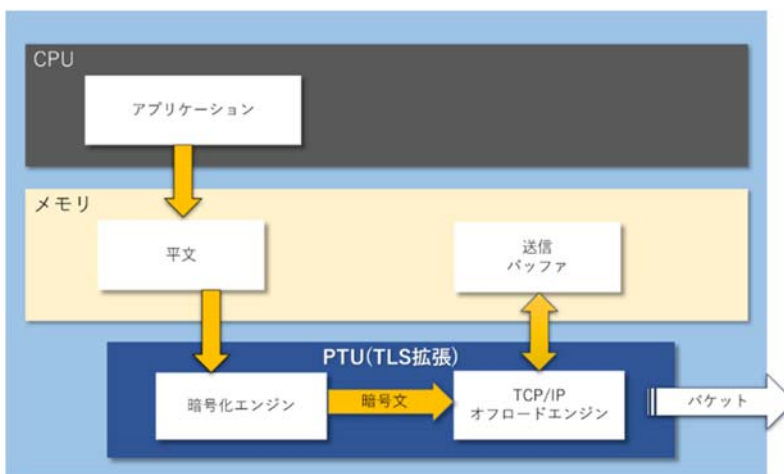 CPU
アプリケーション
メモリ
平文
送信
バッファ
PTU(TLS拡張)
暗号化エンジン
暗号文
TCP/IP
オフロードエンジン
パケット